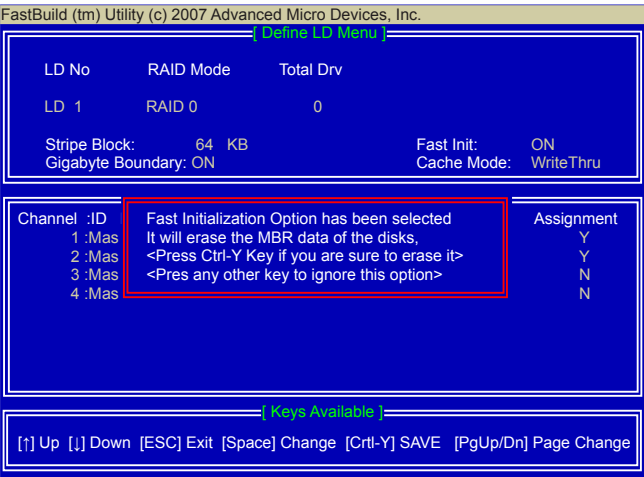 FastBuild (tm) Utility (c) 2007 Advanced Micro Devices, Inc.
[ Define LD Menu ]
LD No RAID Mode Total Drv
LD 1 RAID 0 0
Stripe Block: 64 KB Fast Init: ON
Gigabyte Boundary: ON Cache Mode: WriteThru
Channel :ID Assignment
1 :Mas Y
2 :Mas Y
3 :Mas N
4 :Mas N
Fast Initialization Option has been selected
It will erase the MBR data of the disks,
<Press Ctrl-Y Key if you are sure to erase it>
<Pres any other key to ignore this option>
[ Keys Available ]
[↑] Up [↓] Down [ESC] Exit [Space] Change [Crtl-Y] SAVE [PgUp/Dn] Page Change